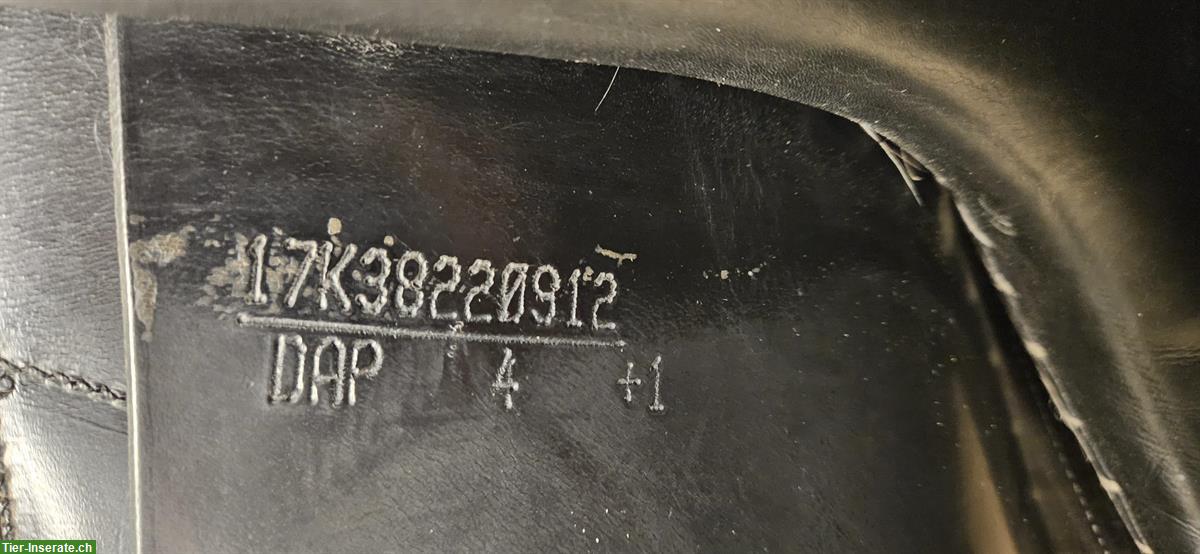 17K38220912
DAP 4 +1
Tier-Inserate.ch